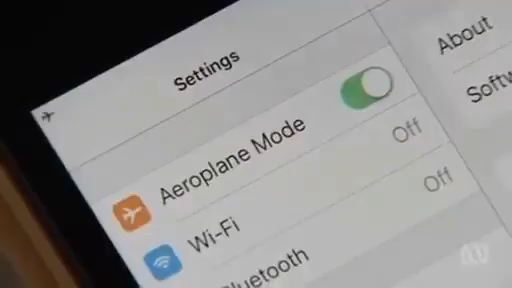 Settings
Aeroplane Mode
Wi-Fi
Off
Bluetooth
Off
About